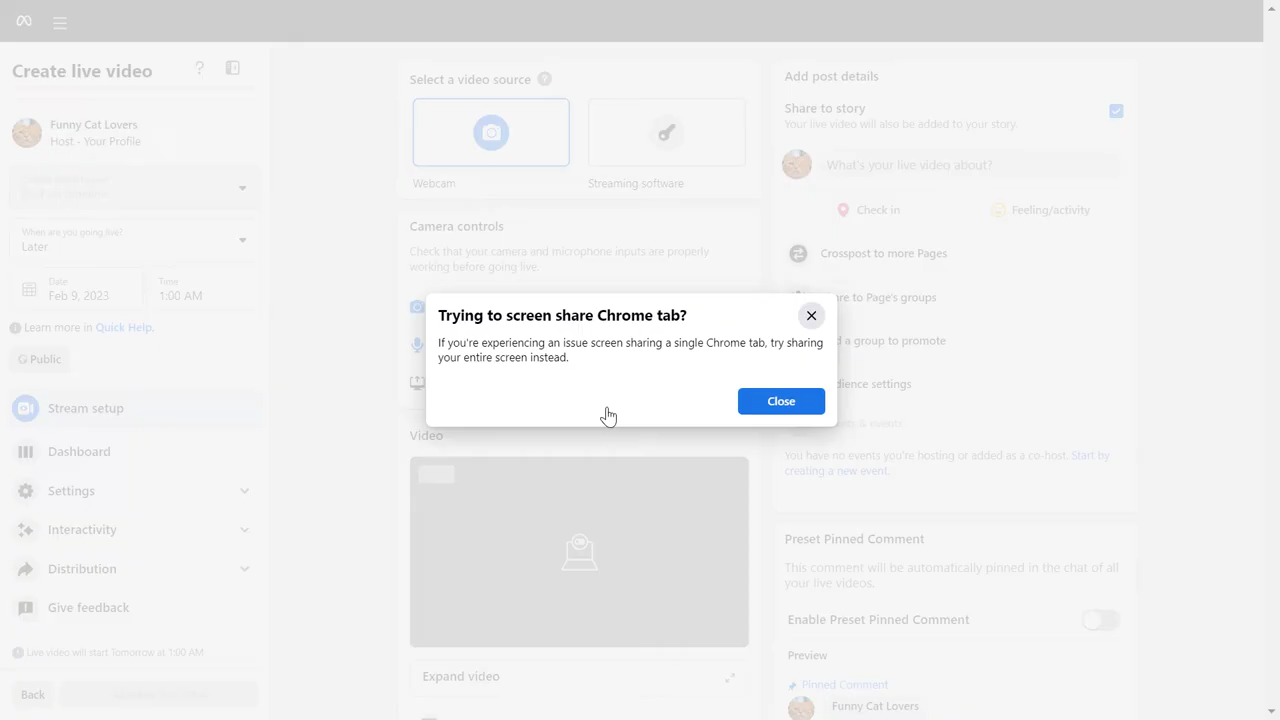 Create live video
?
Funny Cat Lovers
Host - Your Profile
When are you going live?
Later
Date
Feb 9, 2023
Time
1:00 AM
Learn more in Quick Help.
Public
Stream setup
Dashboard
Settings
Interactivity
Distribution
Give feedback
Live video will start Tomorrow at 1:00 AM
Back
Select a video source ?
Webcam
Streaming software
Camera controls
Check that your camera and microphone inputs are properly
working before going live.
Trying to screen share Chrome tab?
If you're experiencing an issue screen sharing a single Chrome tab, try sharing
your entire screen instead.
Close
Video
Expand video
Add post details
Share to story
Your live video will also be added to your story.
What's your live video about?
Check in
Feeling/activity
Crosspost to more Pages
re to Page's groups
d a group to promote
dience settings
You have no events you're hosting or added as a co-host. Start by
creating a new event.
Preset Pinned Comment
This comment will be automatically pinned in the chat of all
your live videos.
Enable Preset Pinned Comment
Preview
Pinned Comment
Funny Cat Lovers